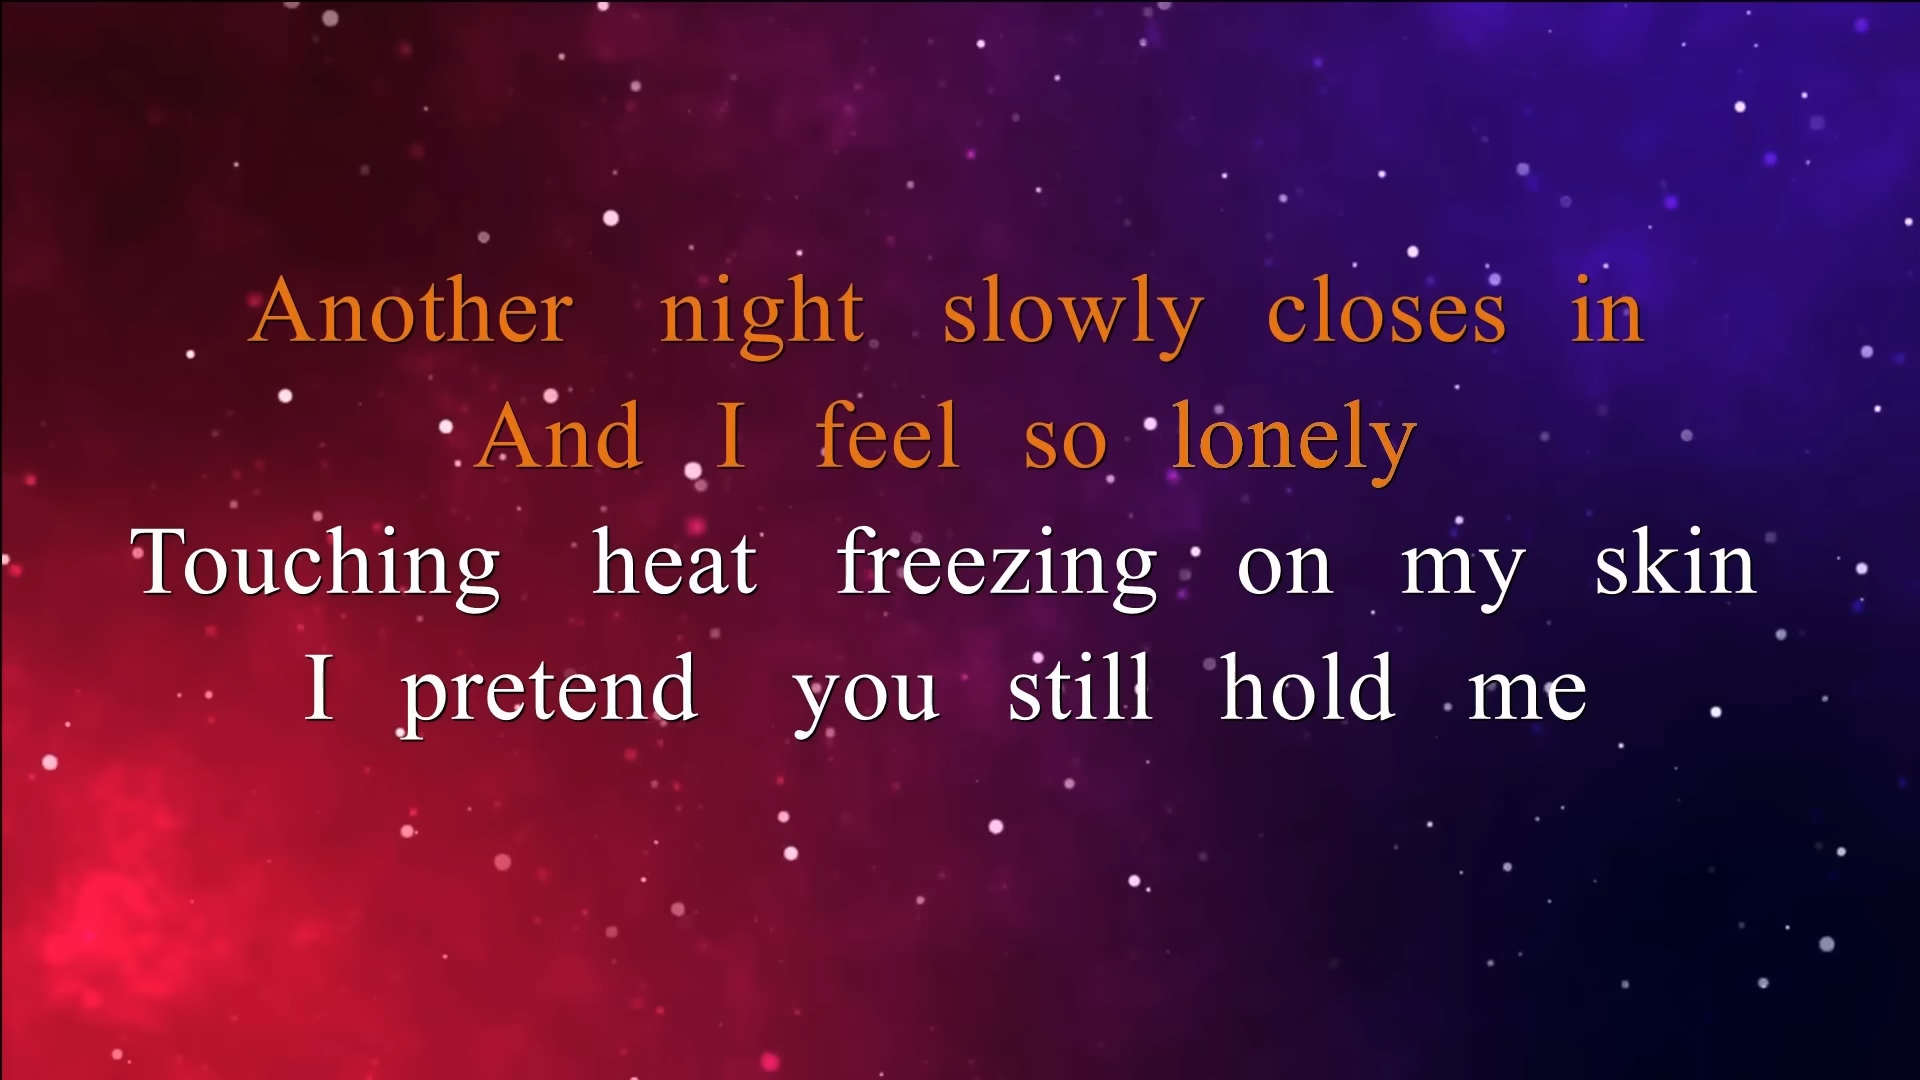 Another night slowly closes in
And I feel so lonely
Touching heat freezing on my skin
I pretend you still hold me